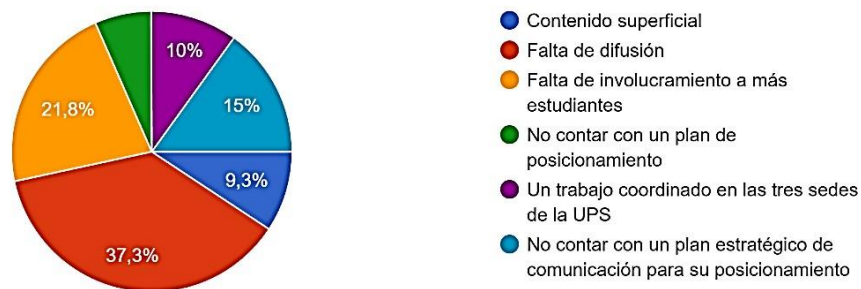 10%
15%
9,3%
37,3%
21,8%
Contenido superficial
Falta de difusión
Falta de involucramiento a más
estudiantes
No contar con un plan de
posicionamiento
Un trabajo coordinado en las tres sedes
de la UPS
No contar con un plan estratégico de
comunicación para su posicionamiento